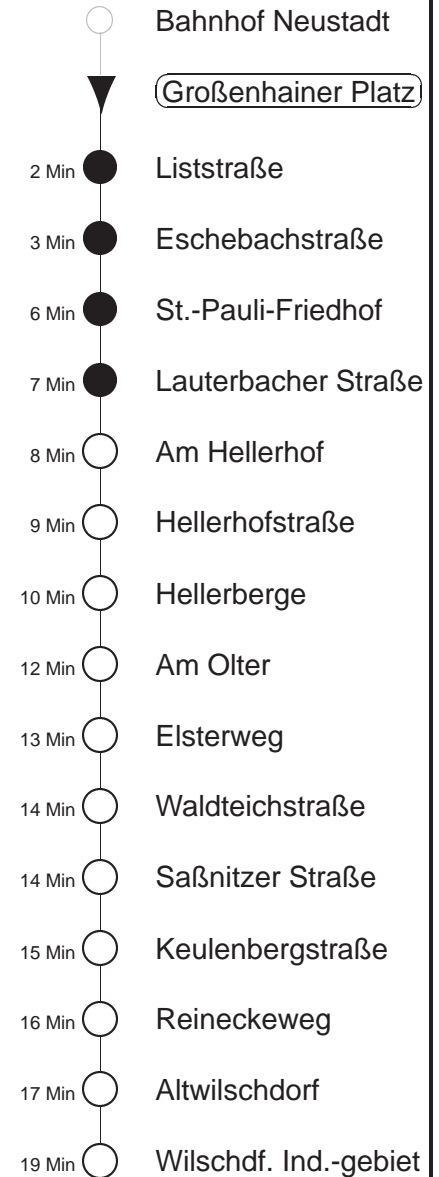 Bahnhof Neustadt
Großenhainer Platz
2 Min Liststraße
3 Min Eschebachstraße
6 Min St.-Pauli-Friedhof
7 Min Lauterbacher Straße
8 Min Am Hellerhof
9 Min Hellerhofstraße
10 Min Hellerberge
12 Min Am Olter
13 Min Elsterweg
14 Min Waldteichstraße
14 Min Saßnitzer Straße
15 Min Keulenbergstraße
16 Min Reineckeweg
17 Min Altwilschdorf
19 Min Wilschdf. Ind.-gebiet